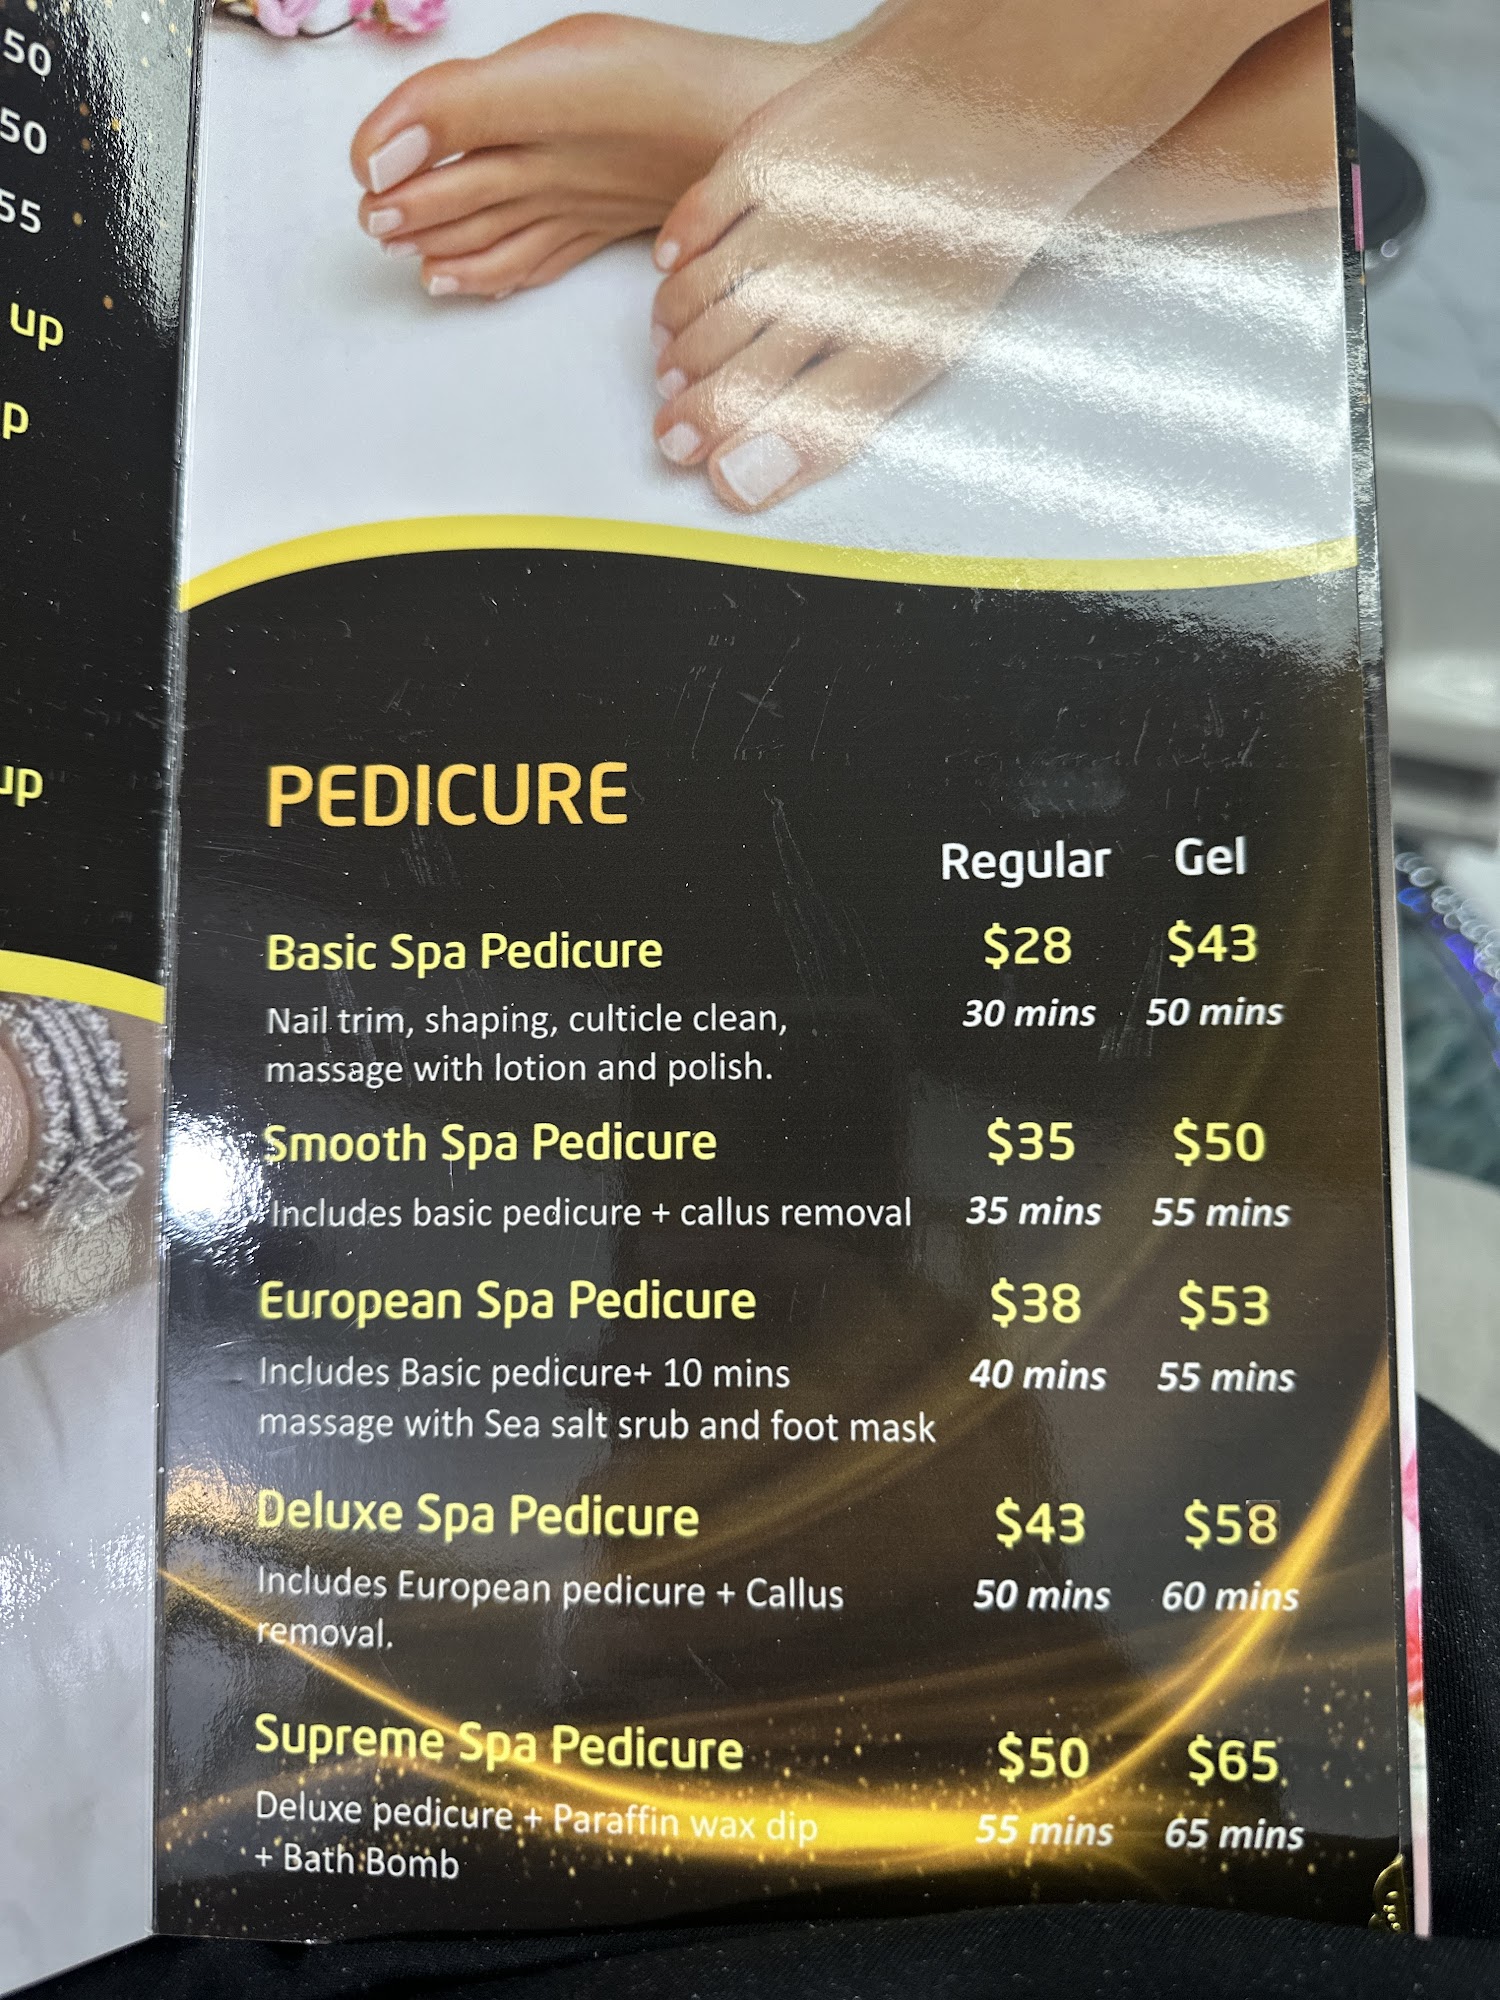 50
50
55
up
p
up
PEDICURE
Regular Gel
Basic Spa Pedicure $28 $43
Nail trim, shaping, culticle clean, 30 mins 50 mins
massage with lotion and polish.
Smooth Spa Pedicure $35 $50
Includes basic pedicure + callus removal 35 mins 55 mins
European Spa Pedicure $38 $53
Includes Basic pedicure+ 10 mins 40 mins 55 mins
massage with Sea salt srub and foot mask
Deluxe Spa Pedicure $43 $58
Includes European pedicure + Callus 50 mins 60 mins
removal.
Supreme Spa Pedicure $50 $65
Deluxe pedicure + Paraffin wax dip 55 mins 65 mins
+ Bath Bomb